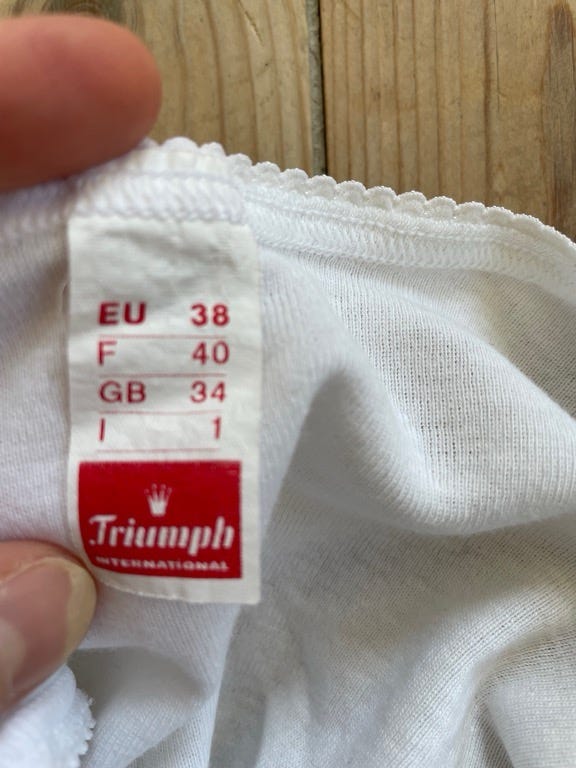 EU 38
F 40
GB 34
I 1
Triumph
INTERNATIONAL